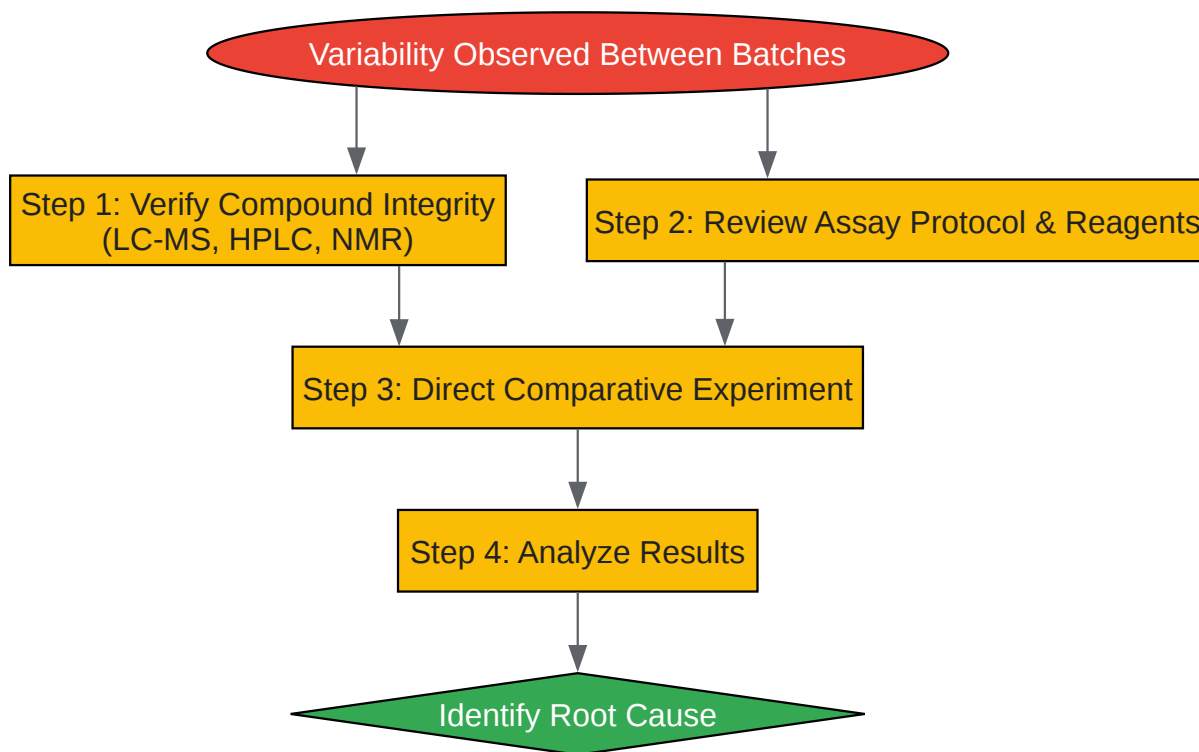 Variability Observed Between Batches
Step 1: Verify Compound Integrity
(LC-MS, HPLC, NMR)
Step 2: Review Assay Protocol & Reagents
Step 3: Direct Comparative Experiment
Step 4: Analyze Results
Identify Root Cause